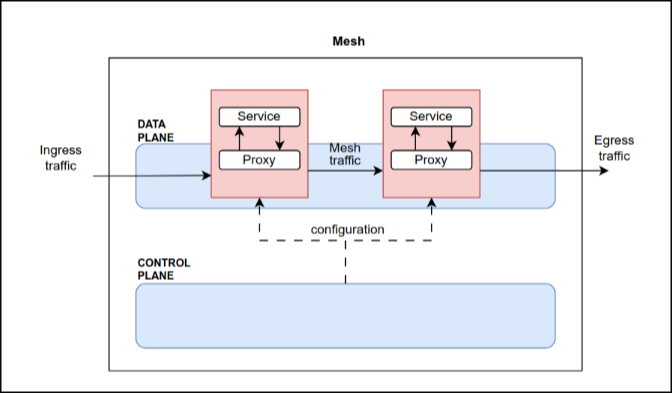 Mesh
DATA
PLANE
Service
Service
Ingress
traffic
Proxy
Mesh
traffic
Proxy
Egress
traffic
configuration
CONTROL
PLANE